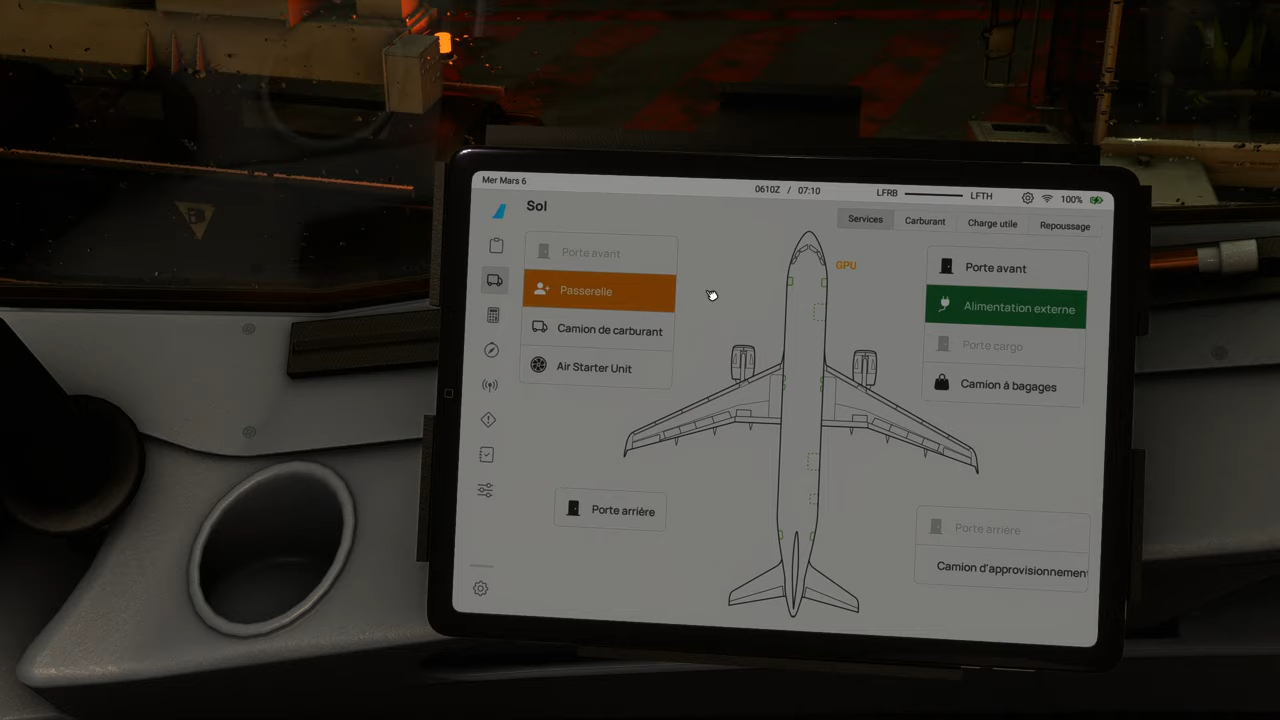 Mer Mars 6
0610Z / 07:10
LFRB
LFTH
100%
Sol
Services
Carburant
Charge utile
Repoussage
Porte avant
Passerelle
Camion de carburant
Air Starter Unit
GPU
Porte avant
Alimentation externe
Porte cargo
Camion à bagages
Porte arrière
Porte arrière
Camion d'approvisionnement